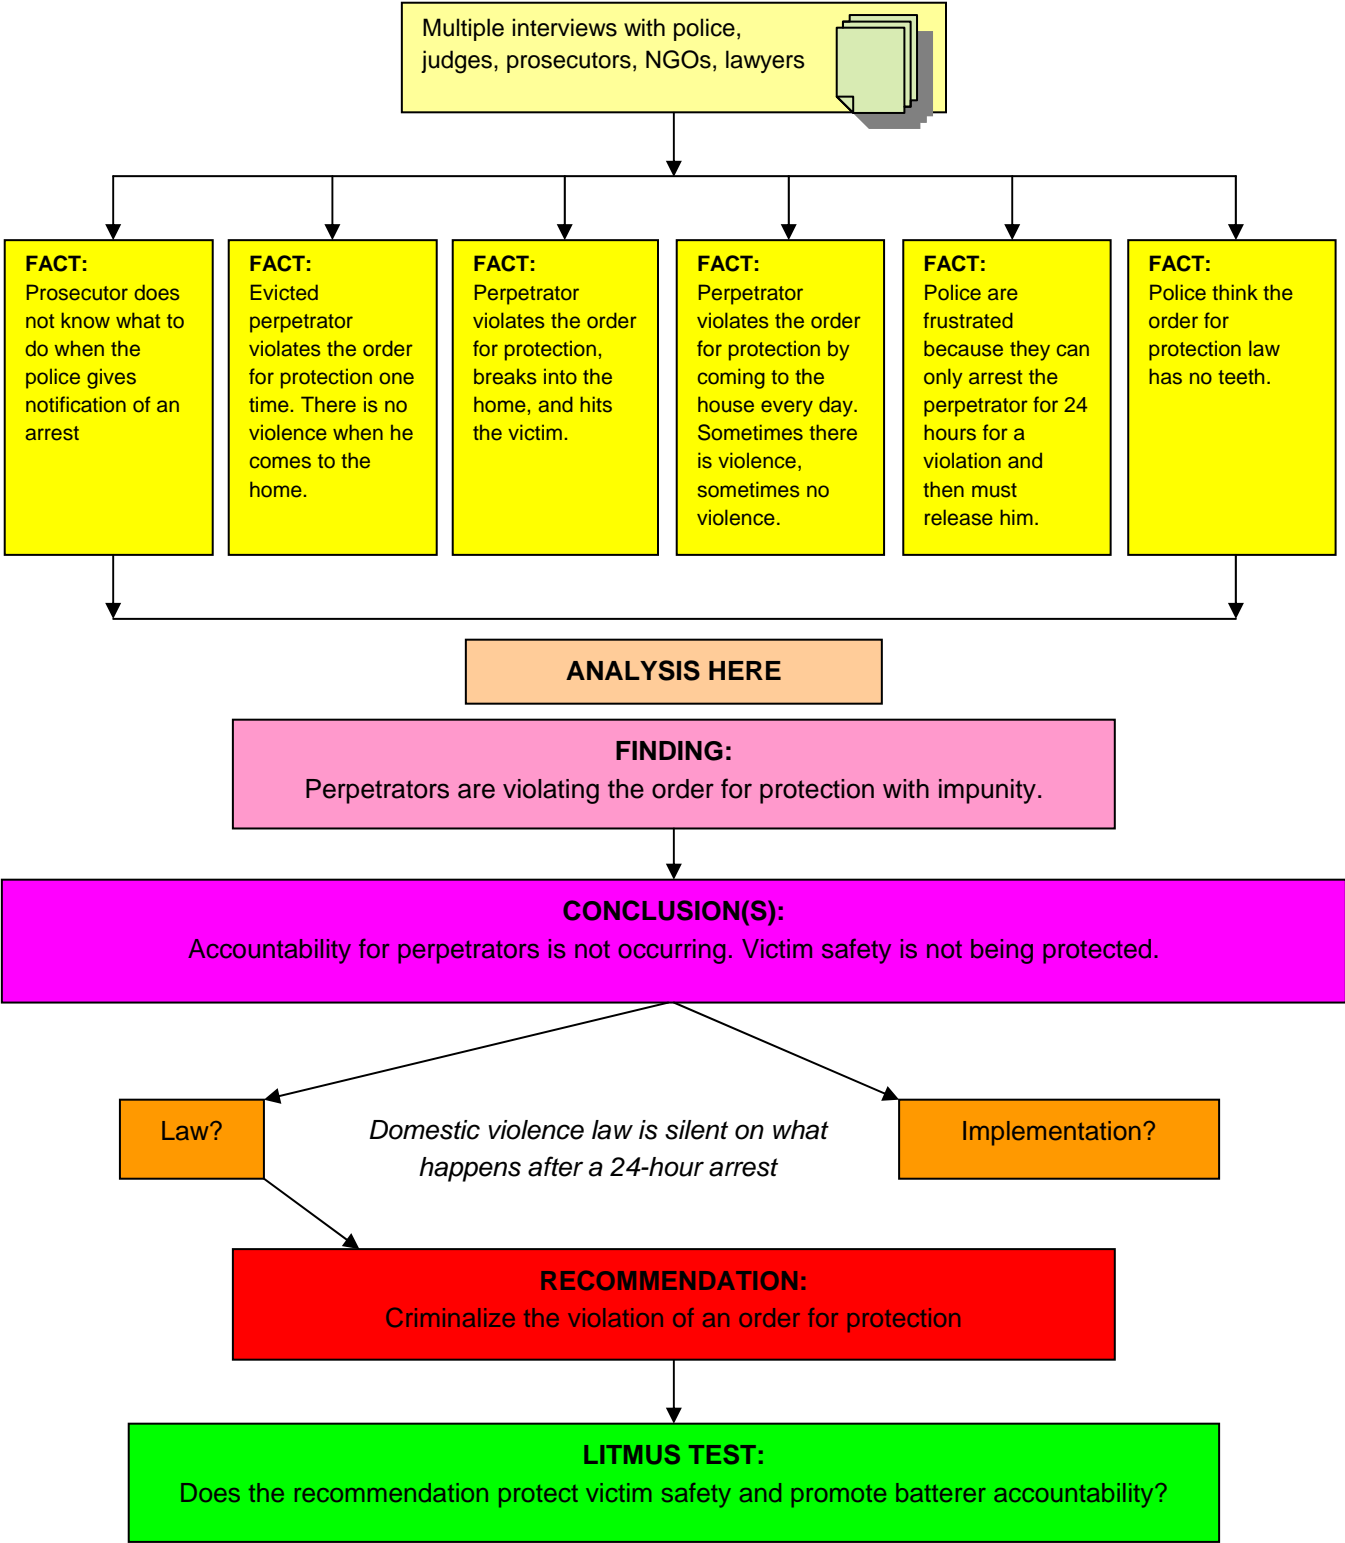 Multiple interviews with police,
judges, prosecutors, NGOs, lawyers
FACT:
Prosecutor does
not know what to
do when the
police gives
notification of an
arrest
FACT:
Evicted
perpetrator
violates the order
for protection one
time. There is no
violence when he
comes to the
home.
FACT:
Perpetrator
violates the order
for protection,
breaks into the
home, and hits
the victim.
FACT:
Perpetrator
violates the order
for protection by
coming to the
house every day.
Sometimes there
is violence,
sometimes no
violence.
FACT:
Police are
frustrated
because they can
only arrest the
perpetrator for 24
hours for a
violation and
then must
release him.
FACT:
Police think the
order for
protection law
has no teeth.
ANALYSIS HERE
FINDING:
Perpetrators are violating the order for protection with impunity.
CONCLUSION(S):
Accountability for perpetrators is not occurring. Victim safety is not being protected.
Law?
Domestic violence law is silent on what
happens after a 24-hour arrest
Implementation?
RECOMMENDATION:
Criminalize the violation of an order for protection
LITMUS TEST:
Does the recommendation protect victim safety and promote batterer accountability?